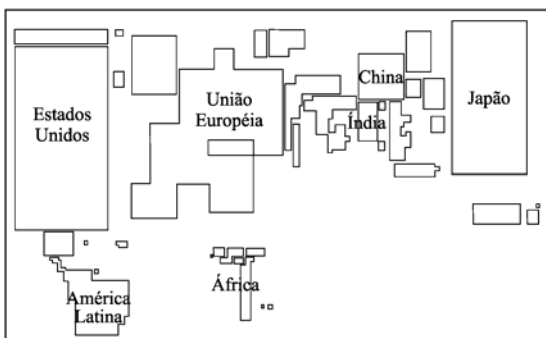 Estados
Unidos
União
Européia
China
Índia
Japão
América
Latina
África